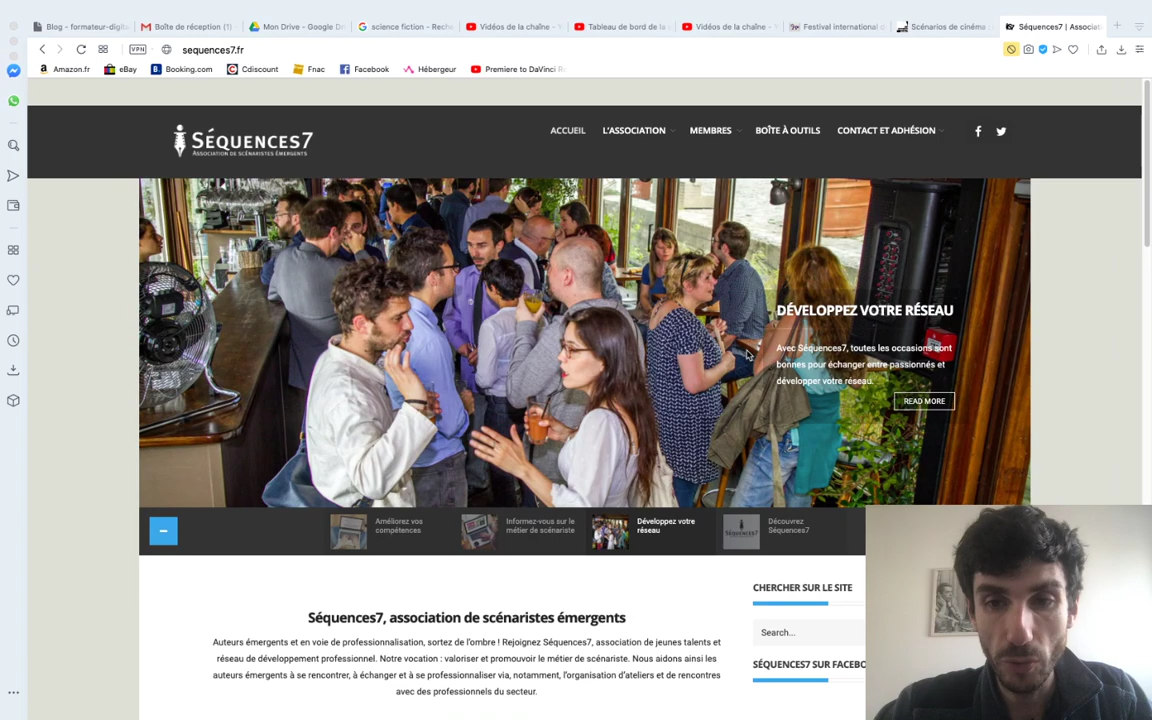 Blog - formateur-digita
Boîte de réception (1)
Mon Drive - Google Dr
science fiction - Reche
Vidéos de la chaîne - Y
Tableau de bord de la c
Vidéos de la chaîne - Y
Festival international d
Scénarios de cinéma
Séquences7 | Associati
VPN
sequences7.fr
Amazon.fr
eBay
Booking.com
Cdiscount
Fnac
Facebook
Hébergeur
Premiere to DaVinci Re
SÉQUENCES7
ASSOCIATION DE SCÉNARISTES ÉMERGENTS
ACCUEIL
L'ASSOCIATION
MEMBRES
BOÎTE À OUTILS
CONTACT ET ADHÉSION
DÉVELOPPEZ VOTRE RÉSEAU
Avec Séquences7, toutes les occasions sont
bonnes pour échanger entre passionnés et
développer votre réseau.
READ MORE
Améliorez vos
compétences
Informez-vous sur le
métier de scénariste
Développez votre
réseau
Découvrez
Séquences7
Séquences7, association de scénaristes émergents
Auteurs émergents et en voie de professionnalisation, sortez de l'ombre ! Rejoignez Séquences7, association de jeunes talents et
réseau de développement professionnel. Notre vocation : valoriser et promouvoir le métier de scénariste. Nous aidons ainsi les
auteurs émergents à se rencontrer, à échanger et à se professionnaliser via, notamment, l'organisation d'ateliers et de rencontres
avec des professionnels du secteur.
CHERCHER SUR LE SITE
Search...
SÉQUENCES7 SUR FACEBO